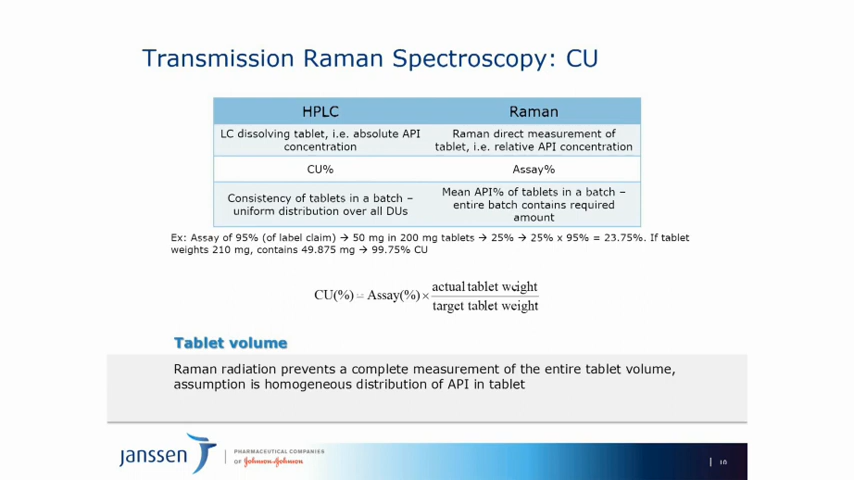 Transmission Raman Spectroscopy: CU
HPLC
Raman
LC dissolving tablet, i.e. absolute API
concentration
Raman direct measurement of
tablet, i.e. relative API concentration
CU%
Assay%
Consistency of tablets in a batch –
uniform distribution over all DUs
Mean API% of tablets in a batch –
entire batch contains required
amount
Ex: Assay of 95% (of label claim) → 50 mg in 200 mg tablets → 25% → 25% x 95% = 23.75%. If tablet
weights 210 mg, contains 49.875 mg → 99.75% CU
CU(%) = Assay(%) × actual tablet weight
target tablet weight
Tablet volume
Raman radiation prevents a complete measurement of the entire tablet volume,
assumption is homogeneous distribution of API in tablet
janssen
PHARMACEUTICAL COMPANIES
OF Johnson & Johnson